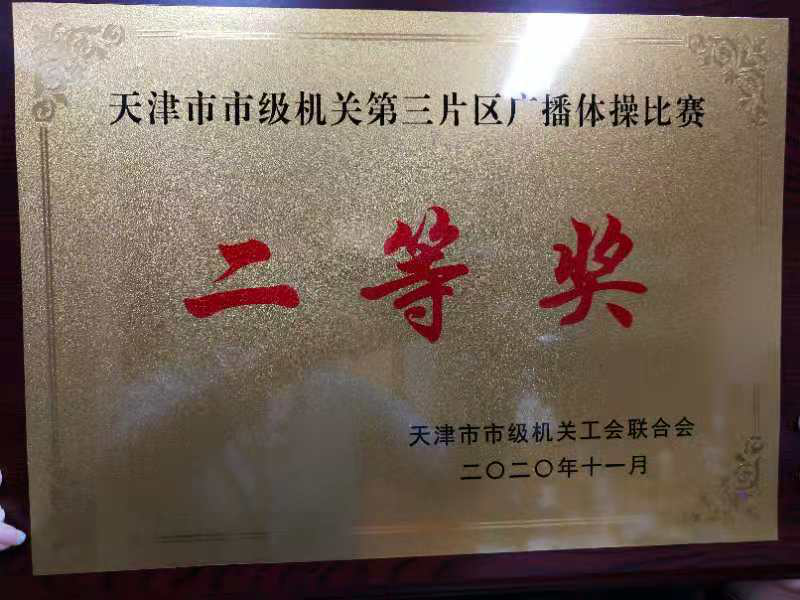 天津市市级机关第三片区广播体操比赛
二等奖
天津市市级机关工会联合会
二〇二〇年十一月